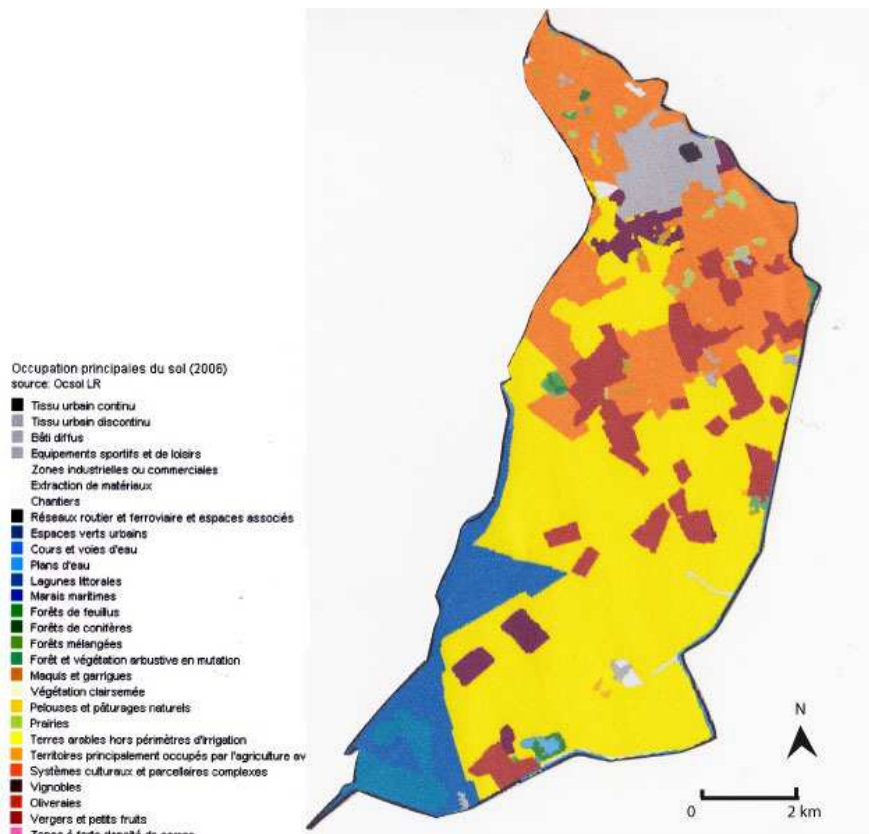 Occupation principales du sol (2006)
source: Ocsol LR
Tissu urbain continu
Tissu urbain discontinu
Bâti diffus
Equipements sportifs et de loisirs
Zones industrielles ou commerciales
Extraction de matériaux
Chantiers
Réseaux routier et ferroviaire et espaces associés
Espaces verts urbains
Cours et voies d'eau
Plans d'eau
Lagunes littorales
Marais maritimes
Forêts de feuillus
Forêts de conifères
Forêts mélangées
Forêt et végétation arbustive en mutation
Maquis et garrigues
Végétation clairsemée
Pelouses et pâturages naturels
Prairies
Terres arables hors périmètres d'irrigation
Territoires principalement occupés par l'agriculture av
Systèmes culturaux et parcellaires complexes
Vignobles
Oliveraies
Vergers et petits fruits
N
0 2 km